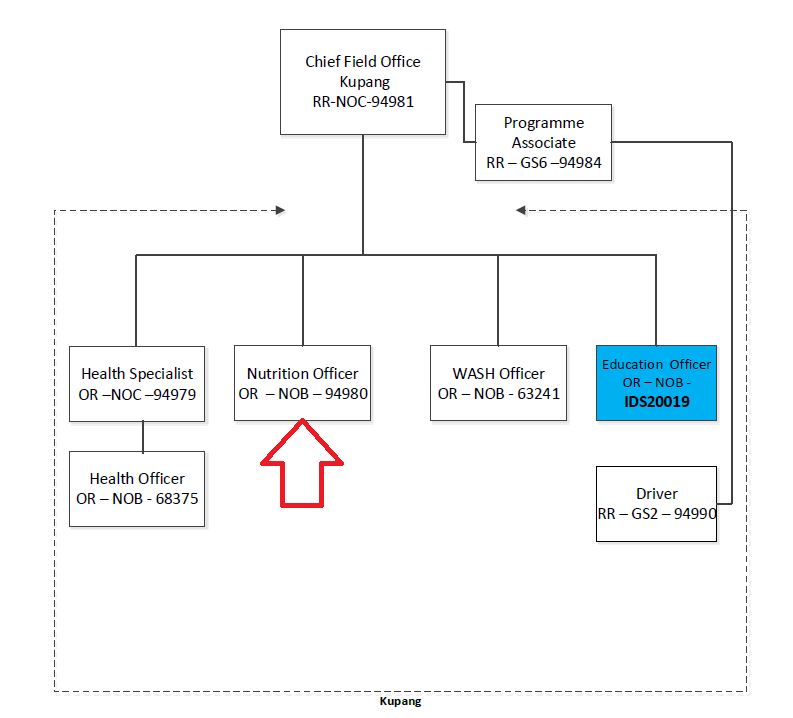 Chief Field Office
Kupang
RR-NOC-94981
Programme
Associate
RR – GS6 –94984
Health Specialist
OR –NOC –94979
Nutrition Officer
OR – NOB – 94980
WASH Officer
OR – NOB - 63241
Education Officer
OR – NOB -
IDS20019
Health Officer
OR – NOB - 68375
Driver
RR – GS2 – 94990
Kupang